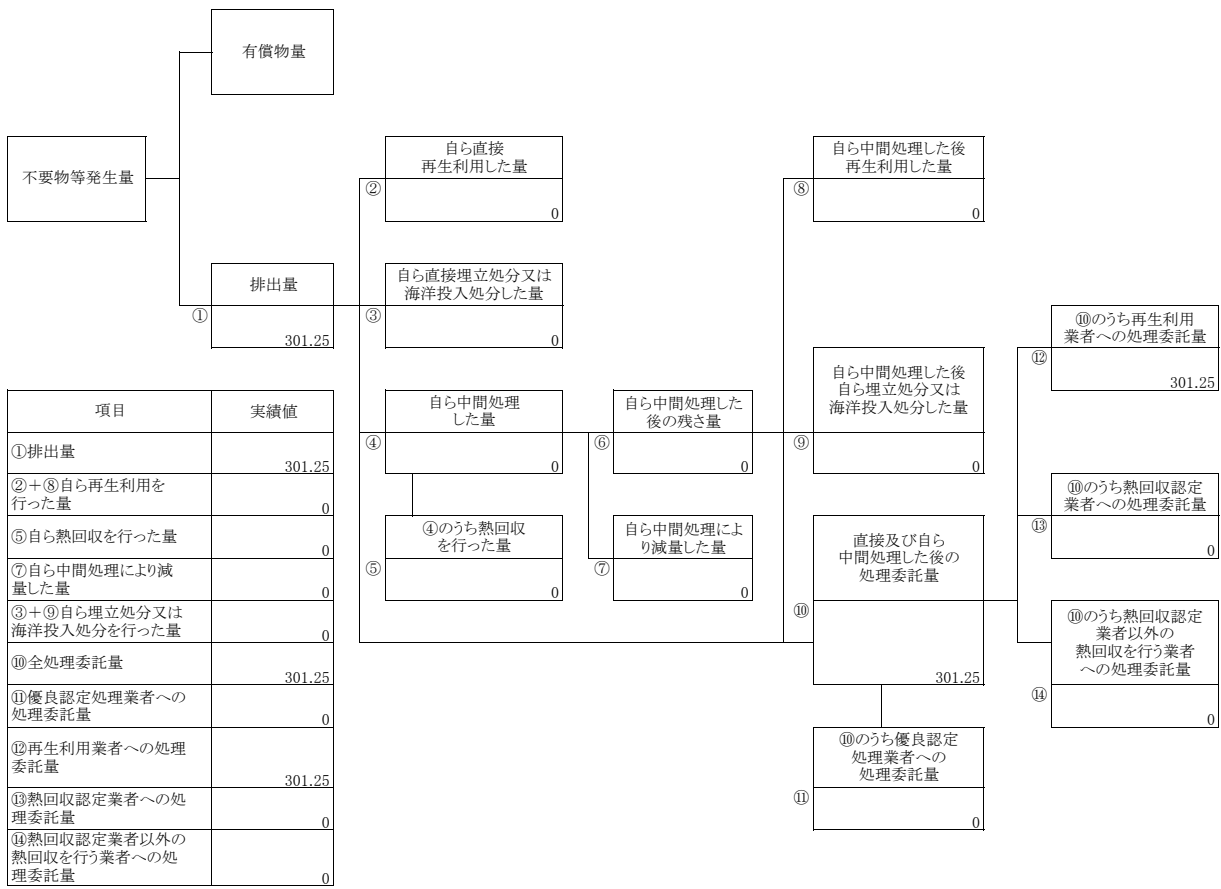 有償物量
不要物等発生量
自ら直接
再生利用した量
②
0
自ら中間処理した後
再生利用した量
⑧
0
排出量
①
301.25
自ら直接埋立処分又は
海洋投入処分した量
③
0
⑩のうち再生利用
業者への処理委託量
⑫
301.25
自ら中間処理
した量
④
0
自ら中間処理した
後の残さ量
⑥
0
自ら中間処理した後
自ら埋立処分又は
海洋投入処分した量
⑨
0
⑩のうち熱回収認定
業者への処理委託量
⑬
0
④のうち熱回収
を行った量
⑤
0
自ら中間処理によ
り減量した量
⑦
0
直接及び自ら
中間処理した後の
処理委託量
⑩
301.25
⑩のうち熱回収認定
業者以外の
熱回収を行う業者
への処理委託量
⑭
0
⑩のうち優良認定
処理業者への
処理委託量
⑪
0
項目 実績値
①排出量
301.25
②+⑧自ら再生利用を
行った量
0
⑤自ら熱回収を行った量
0
⑦自ら中間処理により減
量した量
0
③+⑨自ら埋立処分又は
海洋投入処分を行った量
0
⑩全処理委託量
301.25
⑪優良認定処理業者への
処理委託量
0
⑫再生利用業者への処理
委託量
301.25
⑬熱回収認定業者への処
理委託量
0
⑭熱回収認定業者以外の
熱回収を行う業者への処
理委託量
0